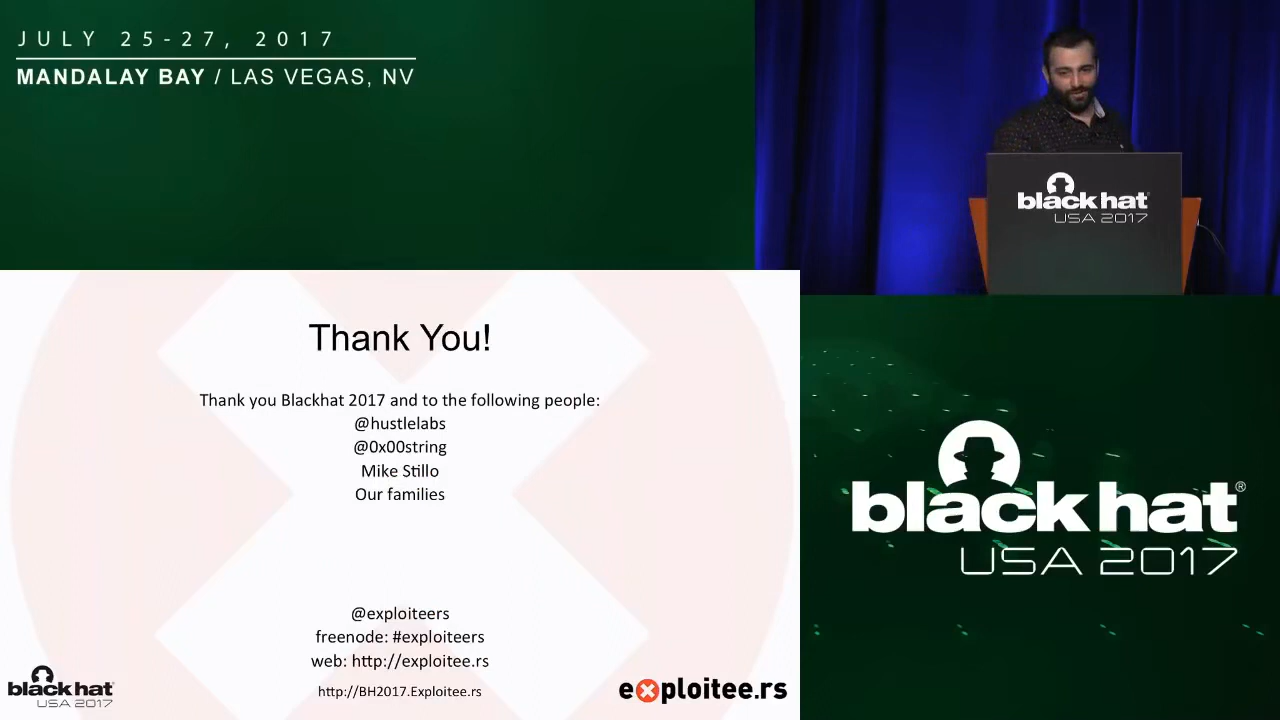 JULY 25-27, 2017
MANDALAY BAY / LAS VEGAS, NV
black hat
USA 2017
Thank You!
Thank you Blackhat 2017 and to the following people:
@hustlelabs
@0x00string
Mike Stillo
Our families
@exploiteers
freenode: #exploiteers
web: http://exploitee.rs
http://BH2017.Exploitee.rs
black hat
USA 2017
exploitee.rs
black hat®
USA 2017